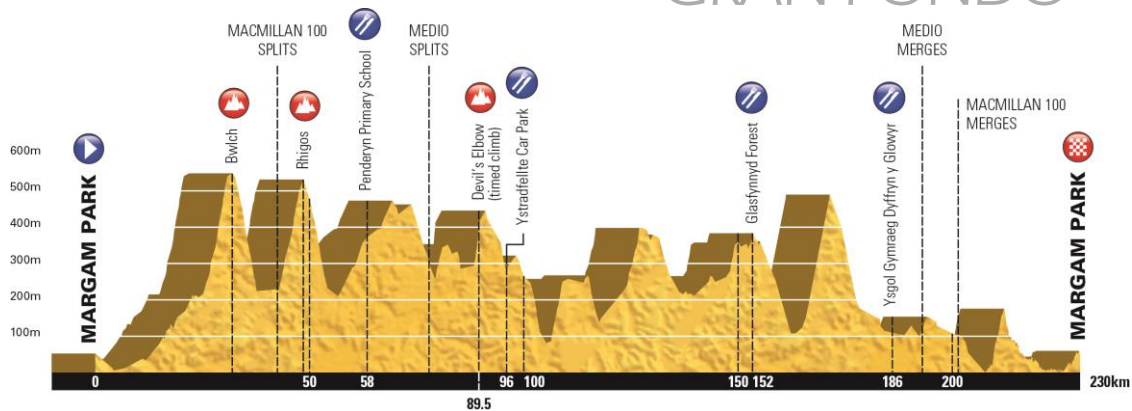 GRAN FONDO
MACMILLAN 100
SPLITS
MEDIO
SPLITS
MEDIO
MERGES
MACMILLAN 100
MERGES
600m
500m
400m
300m
200m
100m
MARGAM PARK
Bwlch
Rhigos
Penderyn Primary School
Devil's Elbow
(timed climb)
Ystradfellte Car Park
Glasfynnyd Forest
Ysgol Gymraeg Dyffryn y Glowyr
MARGAM PARK
0
50
58
89.5
96
100
150
152
186
200
230km